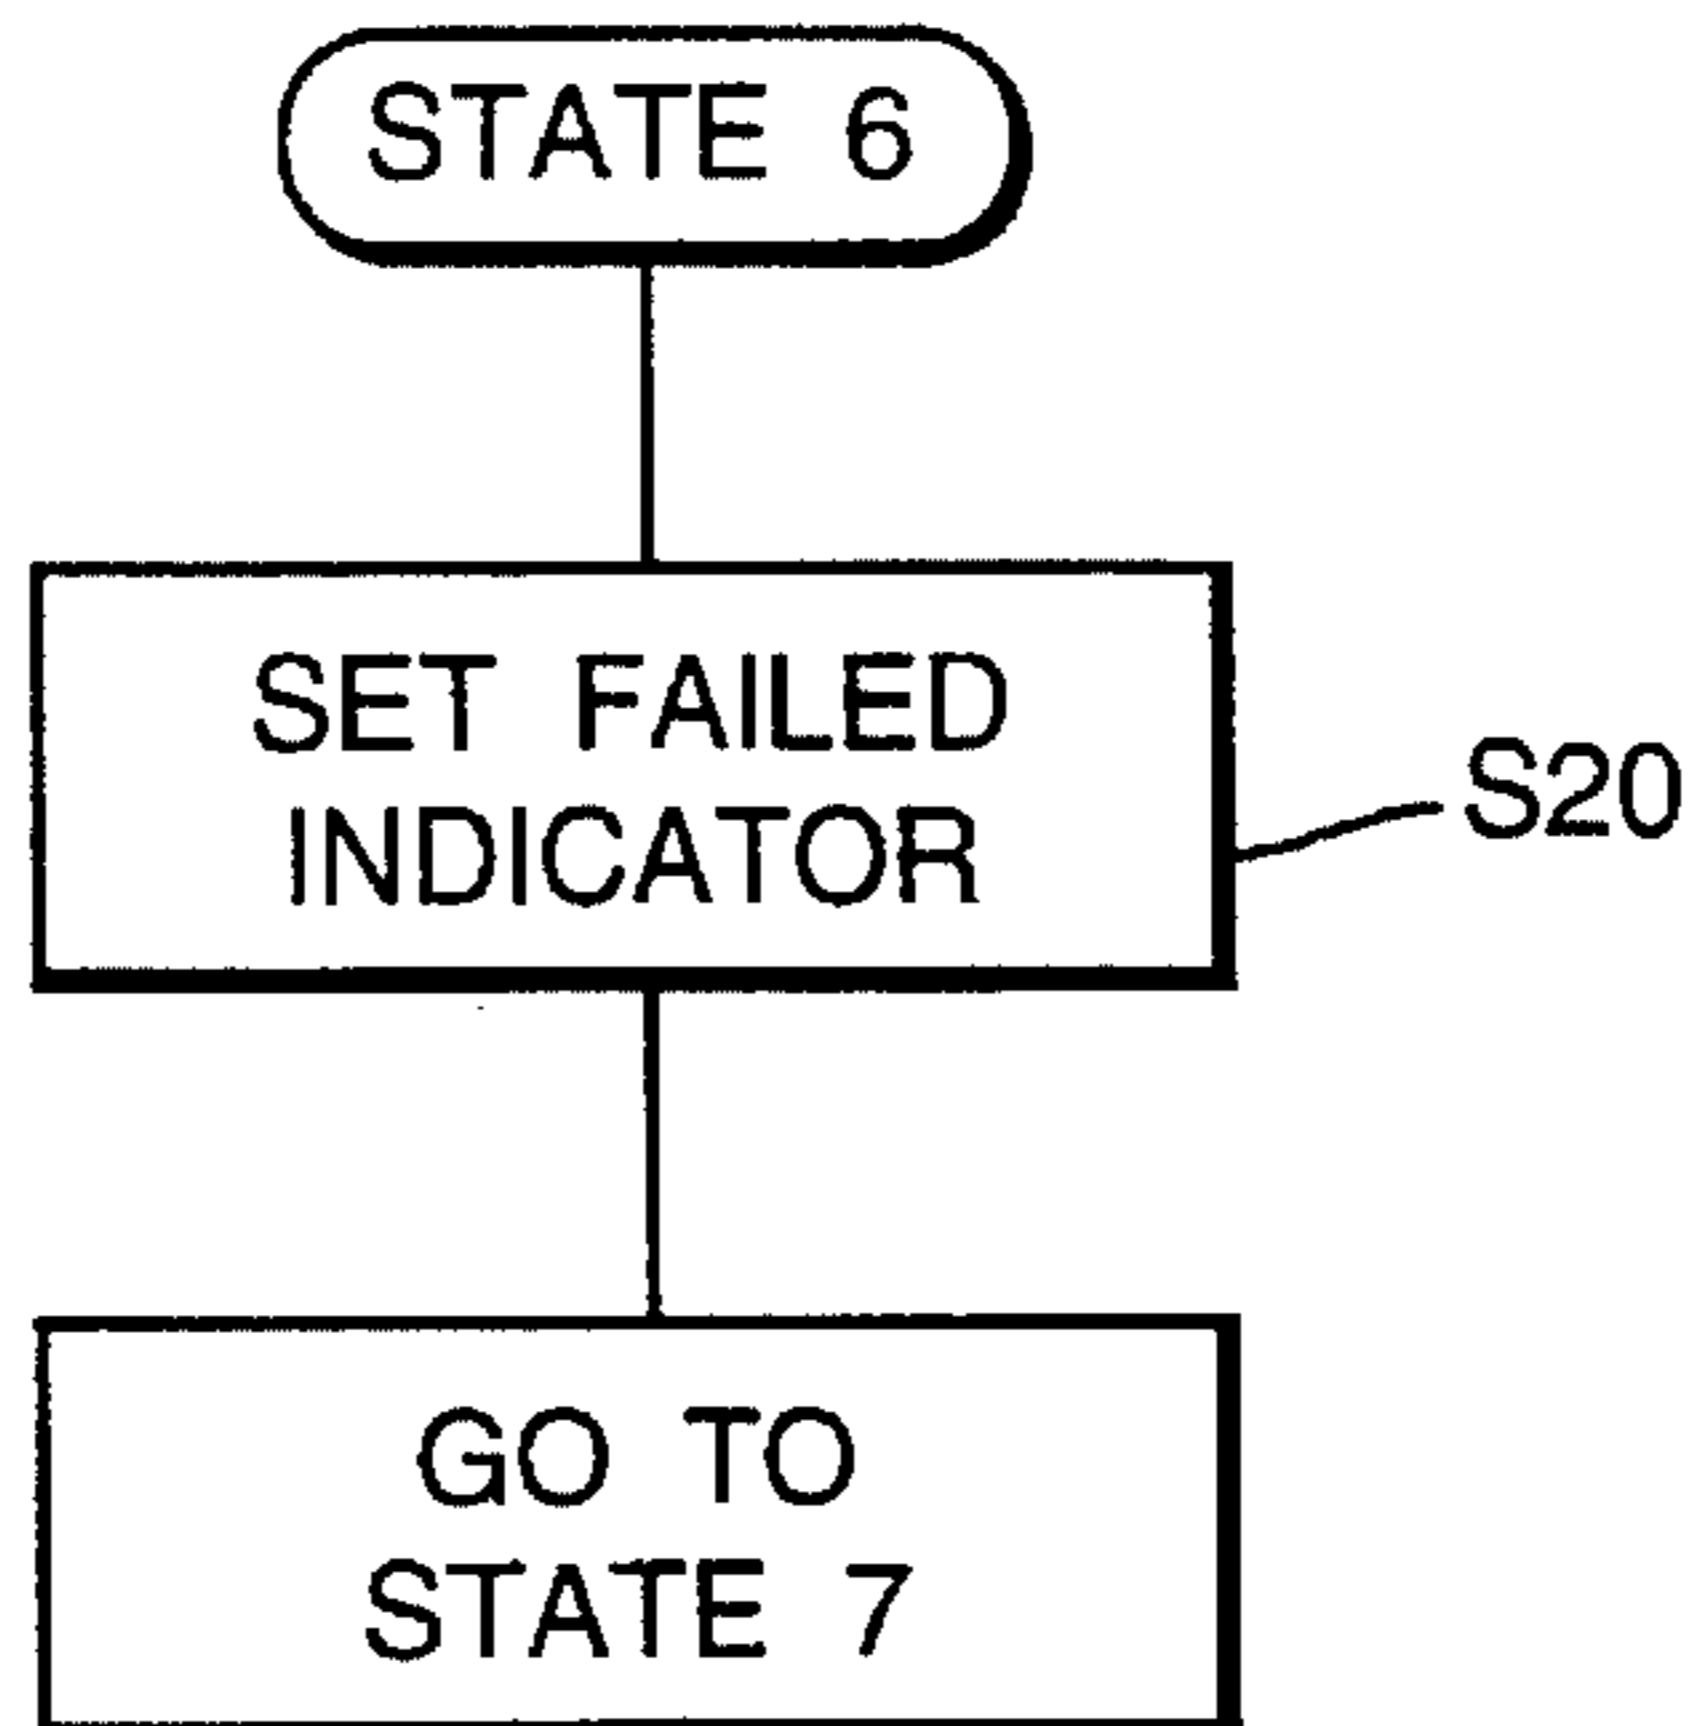 STATE 6
SET FAILED
INDICATOR
S20
GO TO
STATE 7